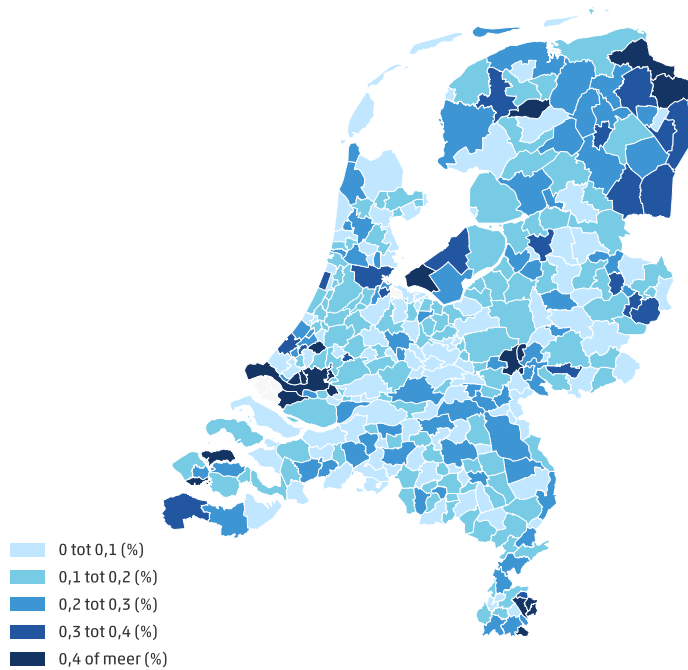 0 tot 0,1 (%)
0,1 tot 0,2 (%)
0,2 tot 0,3 (%)
0,3 tot 0,4 (%)
0,4 of meer (%)